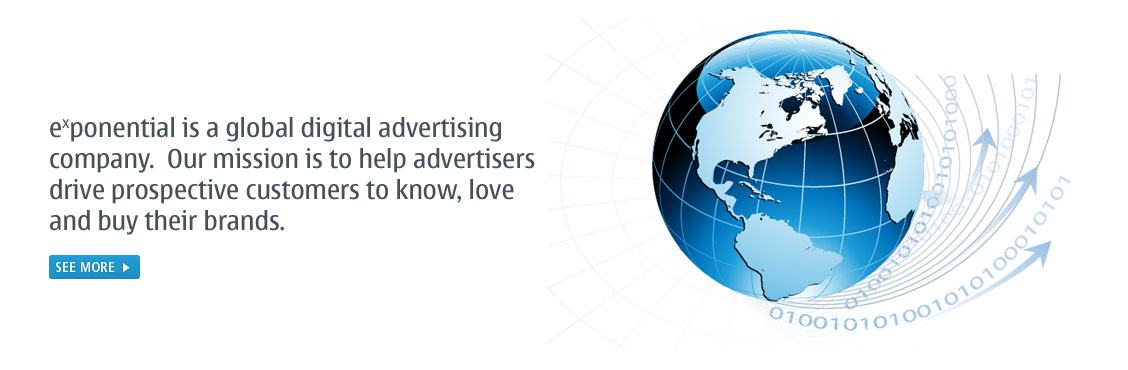 eˣponential is a global digital advertising
company.  Our mission is to help advertisers
drive prospective customers to know, love
and buy their brands.
SEE MORE
01001010100101010100010101